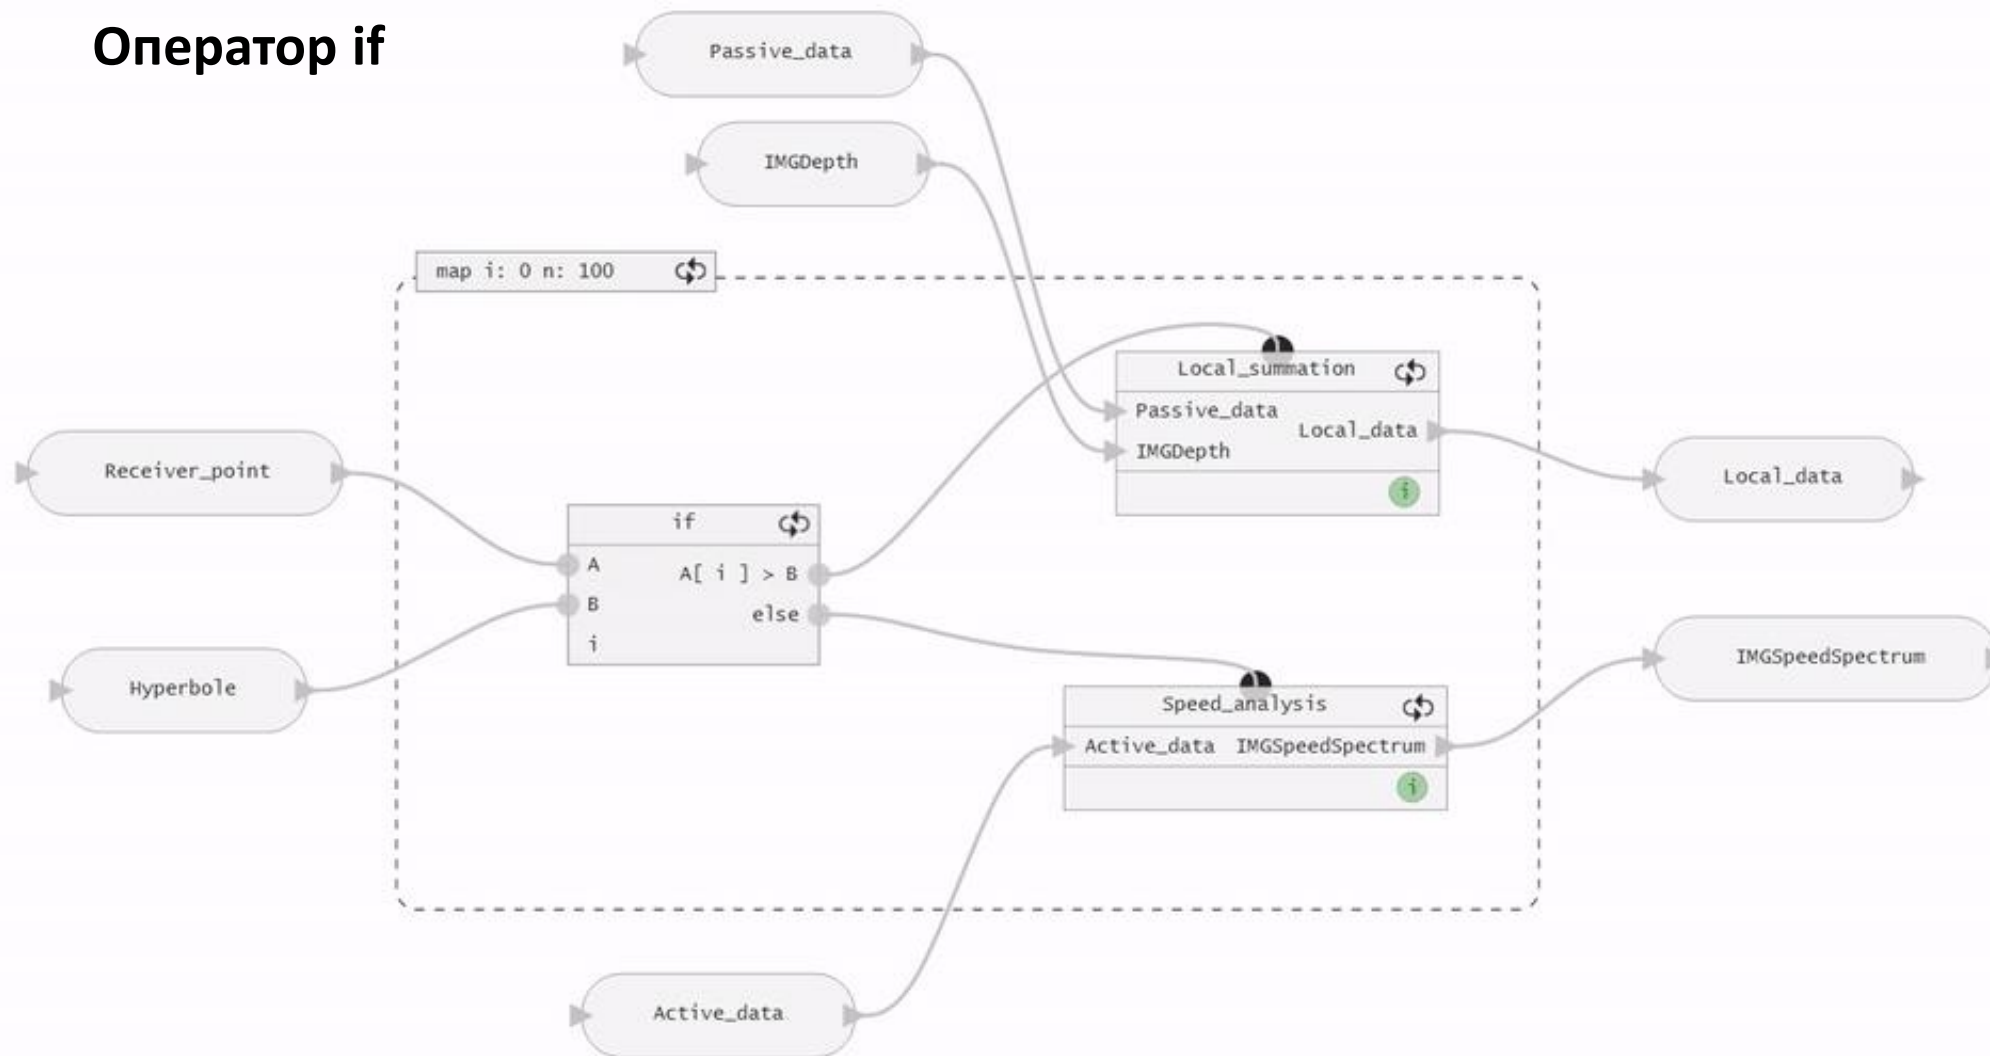 Оператор if
Passive_data
IMGDepth
map i: 0 n: 100
Local_summation
Passive_data
Local_data
IMGDepth
i
Receiver_point
Local_data
if
A
A[ i ] > B
B
else
i
Hyperbole
IMGSpeedSpectrum
Speed_analysis
Active_data IMGSpeedSpectrum
i
Active_data